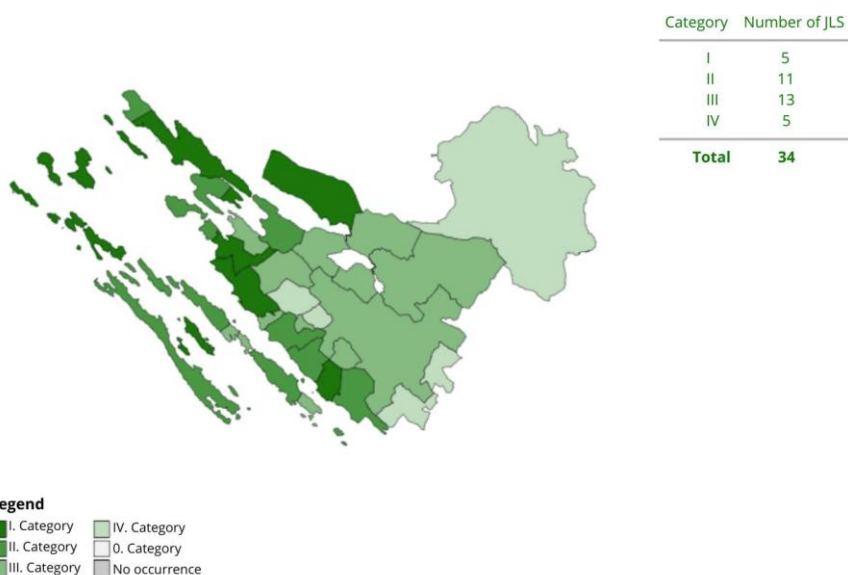 Category Number of JLS
I 5
II 11
III 13
IV 5
Total 34
egend
I. Category
IV. Category
II. Category
0. Category
III. Category
No occurrence